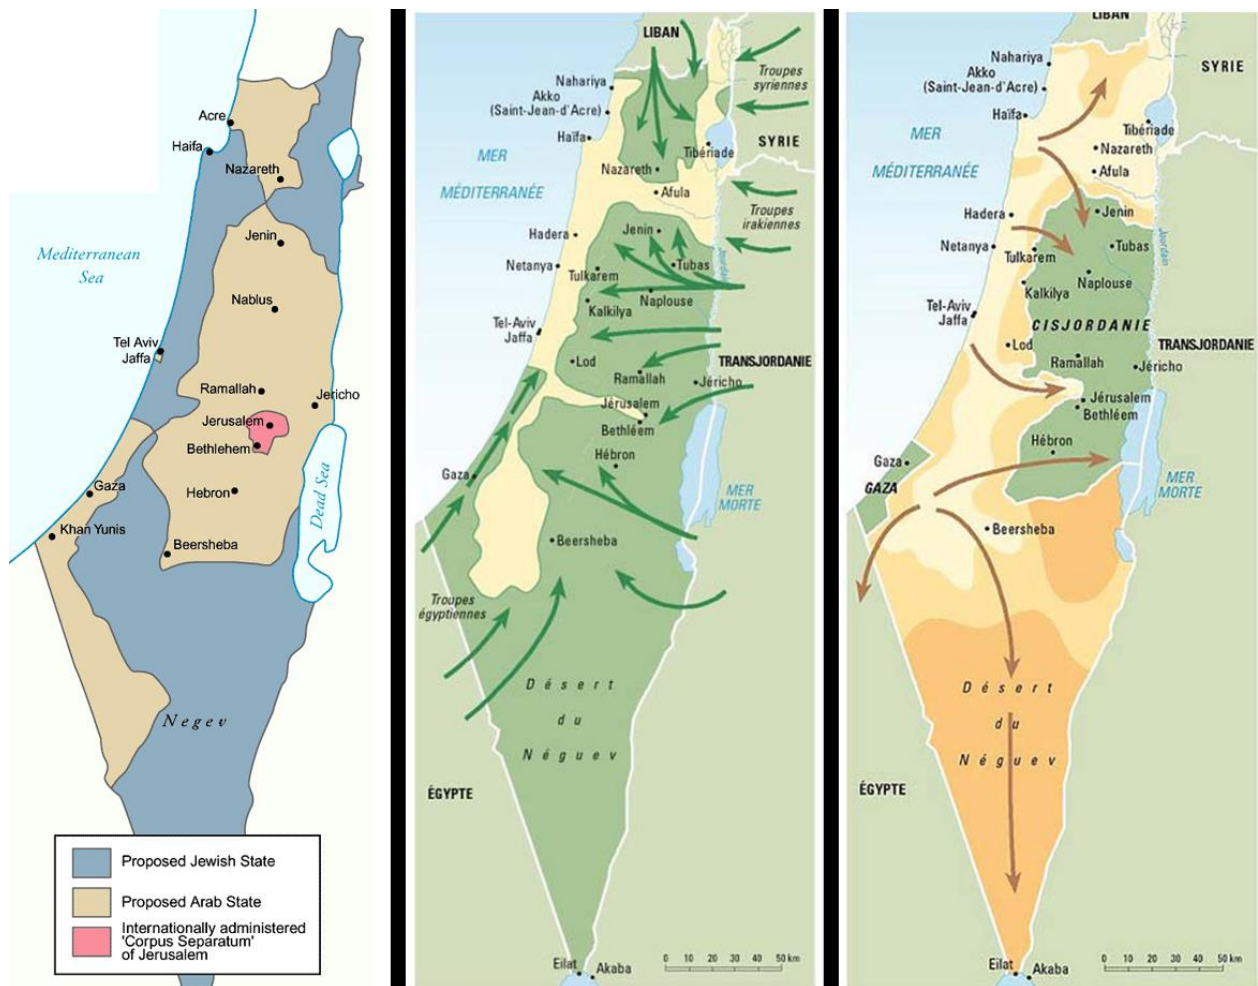 Acre
Haifa
Nazareth
Jenin
Mediterranean
Sea
Nablus
Tel Aviv
Jaffa
Ramallah
Jericho
Jerusalem
Bethlehem
Gaza
Hebron
Dead Sea
Khan Yunis
Beersheba
Negev
Proposed Jewish State
Proposed Arab State
Internationally administered
'Corpus Separatum'
of Jerusalem
LIBAN
Troupes
syriennes
Nahariya
Akko
(Saint-Jean-d'Acre)
Haïfa
SYRIE
MER
MÉDITERRANÉE
Tibériade
Nazareth
Afula
Troupes
irakiennes
Hadera
Jenin
Netanya
Tulkarem
Tubas
Jourdain
Naplouse
Kalkilya
Tel-Aviv
Jaffa
Lod
TRANSJORDANIE
Ramallah
Jéricho
Jérusalem
Bethléem
Hébron
Gaza
MER
MORTE
Beersheba
Troupes
égyptiennes
Désert
du
Néguev
ÉGYPTE
Eilat
Akaba
0 10 20 30 40 50 km
LIBAN
Nahariya
SYRIE
Akko
(Saint-Jean-d'Acre)
Haïfa
Tibériade
MER
MÉDITERRANÉE
Nazareth
Afula
Hadera
Jenin
Netanya
Tulkarem
Tubas
Jourdain
Naplouse
Kalkilya
Tel-Aviv
Jaffa
CISJORDANIE
Lod
TRANSJORDANIE
Ramallah
Jéricho
Jérusalem
Bethléem
Hébron
Gaza
GAZA
MER
MORTE
Beersheba
Désert
du
Néguev
ÉGYPTE
Eilat
Akaba
0 10 20 30 40 50 km